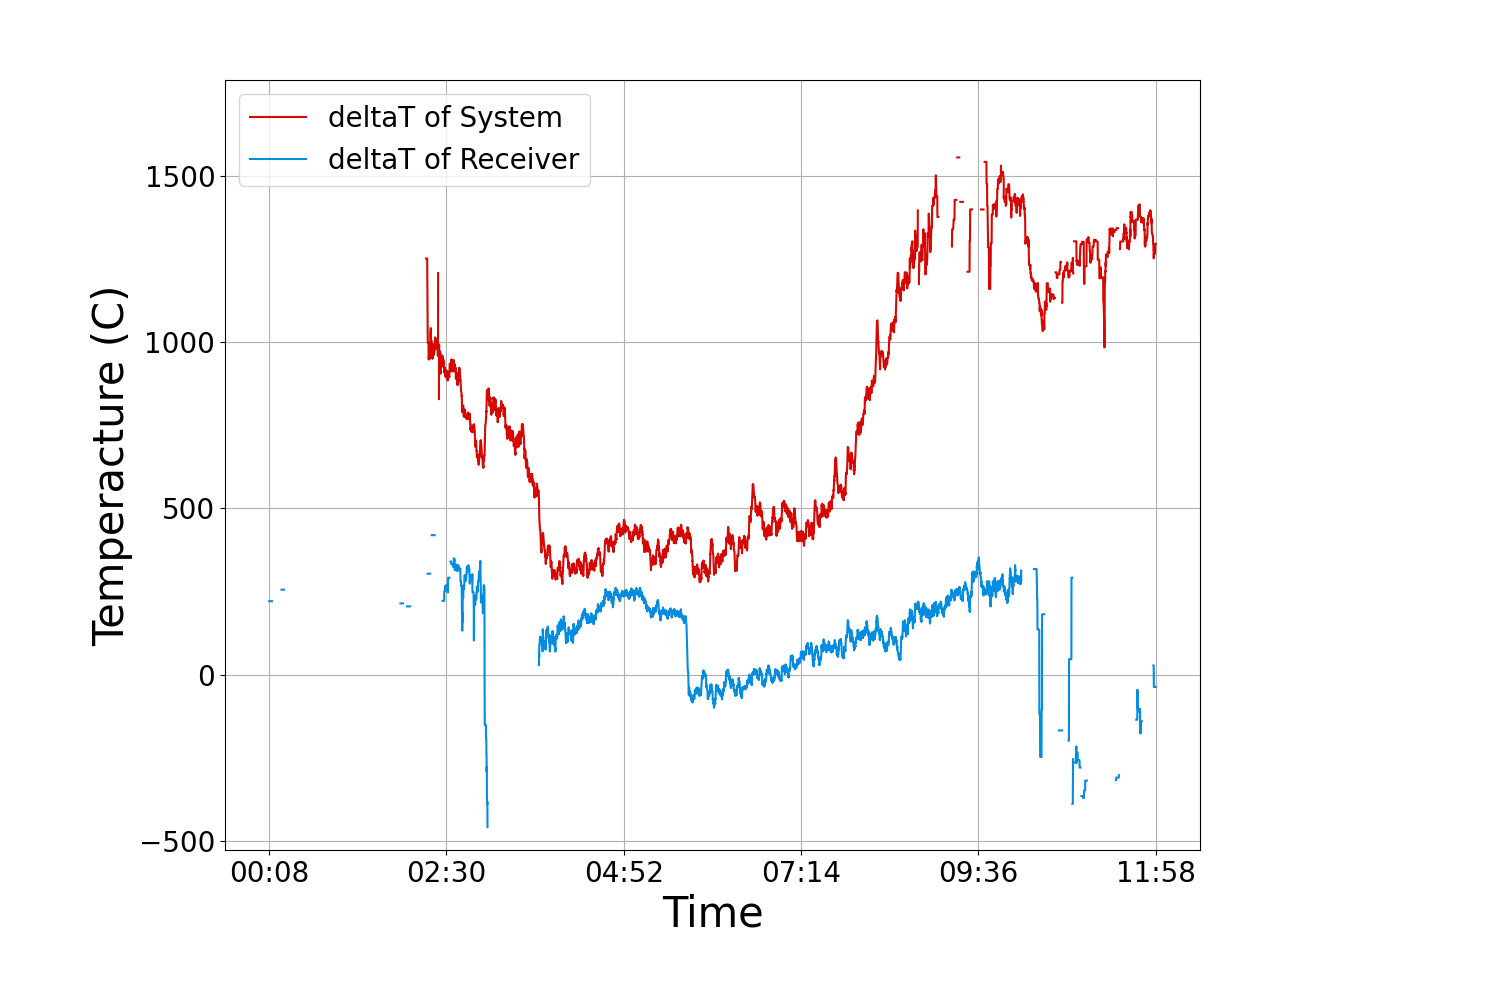 deltaT of System
deltaT of Receiver
1500
1000
500
0
−500
Temperacture (C)
00:08 02:30 04:52 07:14 09:36 11:58
Time